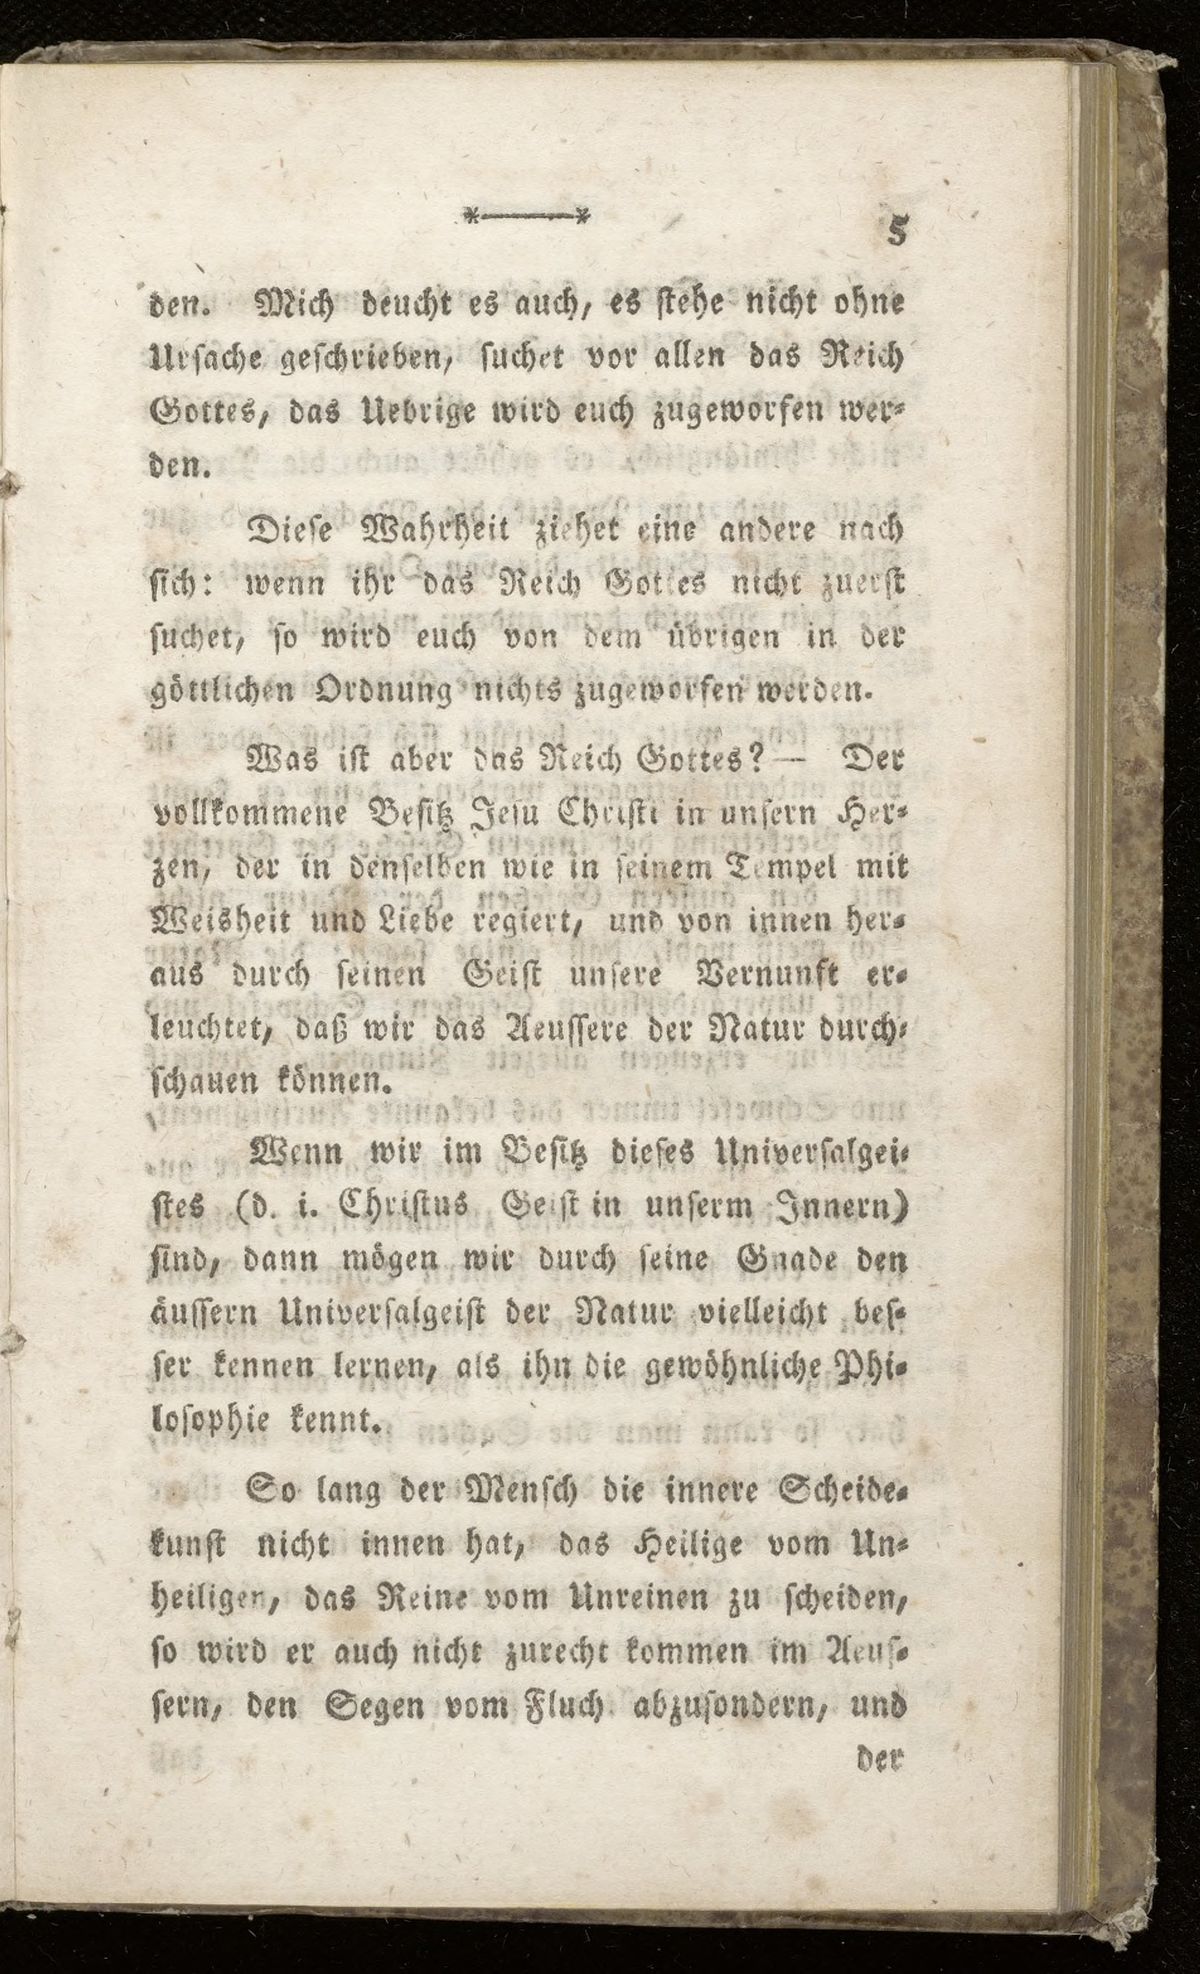 *———*
5
den. Mich deucht es auch, es ſtehe nicht ohne
Urſache geſchrieben, ſuchet vor allen das Reich
Gottes, das Uebrige wird euch zugeworfen wer⸗
den.
Dieſe Wahrheit ziehet eine andere nach
ſich: wenn ihr das Reich Gottes nicht zuerſt
ſuchet, ſo wird euch von dem übrigen in der
göttlichen Ordnung nichts zugeworfen werden.
Was iſt aber das Reich Gottes? — Der
vollkommene Beſitz Jeſu Chriſti in unſern Her⸗
zen, der in denſelben wie in ſeinem Tempel mit
Weisheit und Liebe regiert, und von innen her⸗
aus durch ſeinen Geiſt unſere Vernunft er⸗
leuchtet, daß wir das Aeuſſere der Natur durch⸗
ſchauen können.
Wenn wir im Beſitz dieſes Univerſalgei⸗
ſtes (d. i. Chriſtus Geiſt in unſerm Innern)
ſind, dann mögen wir durch ſeine Gnade den
äuſſern Univerſalgeiſt der Natur vielleicht beſ⸗
ſer kennen lernen, als ihn die gewöhnliche Phi⸗
loſophie kennt.
So lang der Menſch die innere Scheide⸗
kunſt nicht innen hat, das Heilige vom Un⸗
heiligen, das Reine vom Unreinen zu ſcheiden,
ſo wird er auch nicht zurecht kommen im Aeuſ⸗
ſern, den Segen vom Fluch abzuſondern, und
der